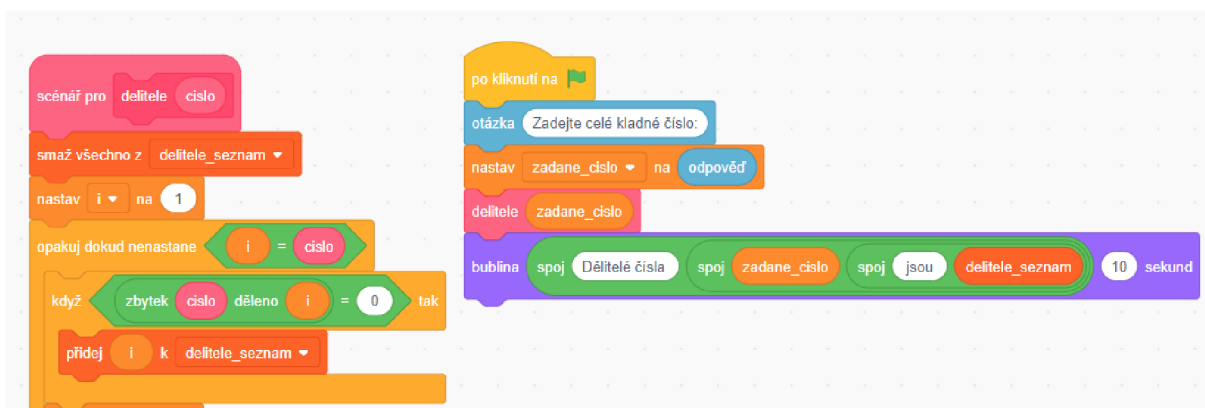 scénář pro delitele cislo
smaž všechno z delitele_seznam
nastav i na 1
opakuj dokud nenastane i = cislo
když zbytek cislo děleno i = 0 tak
přidej i k delitele_seznam
po kliknutí na
otázka Zadejte celé kladné číslo:
nastav zadane_cislo na odpověď
delitele zadane_cislo
bublina spoj Dělitelé čísla spoj zadane_cislo spoj jsou delitele_seznam 10 sekund